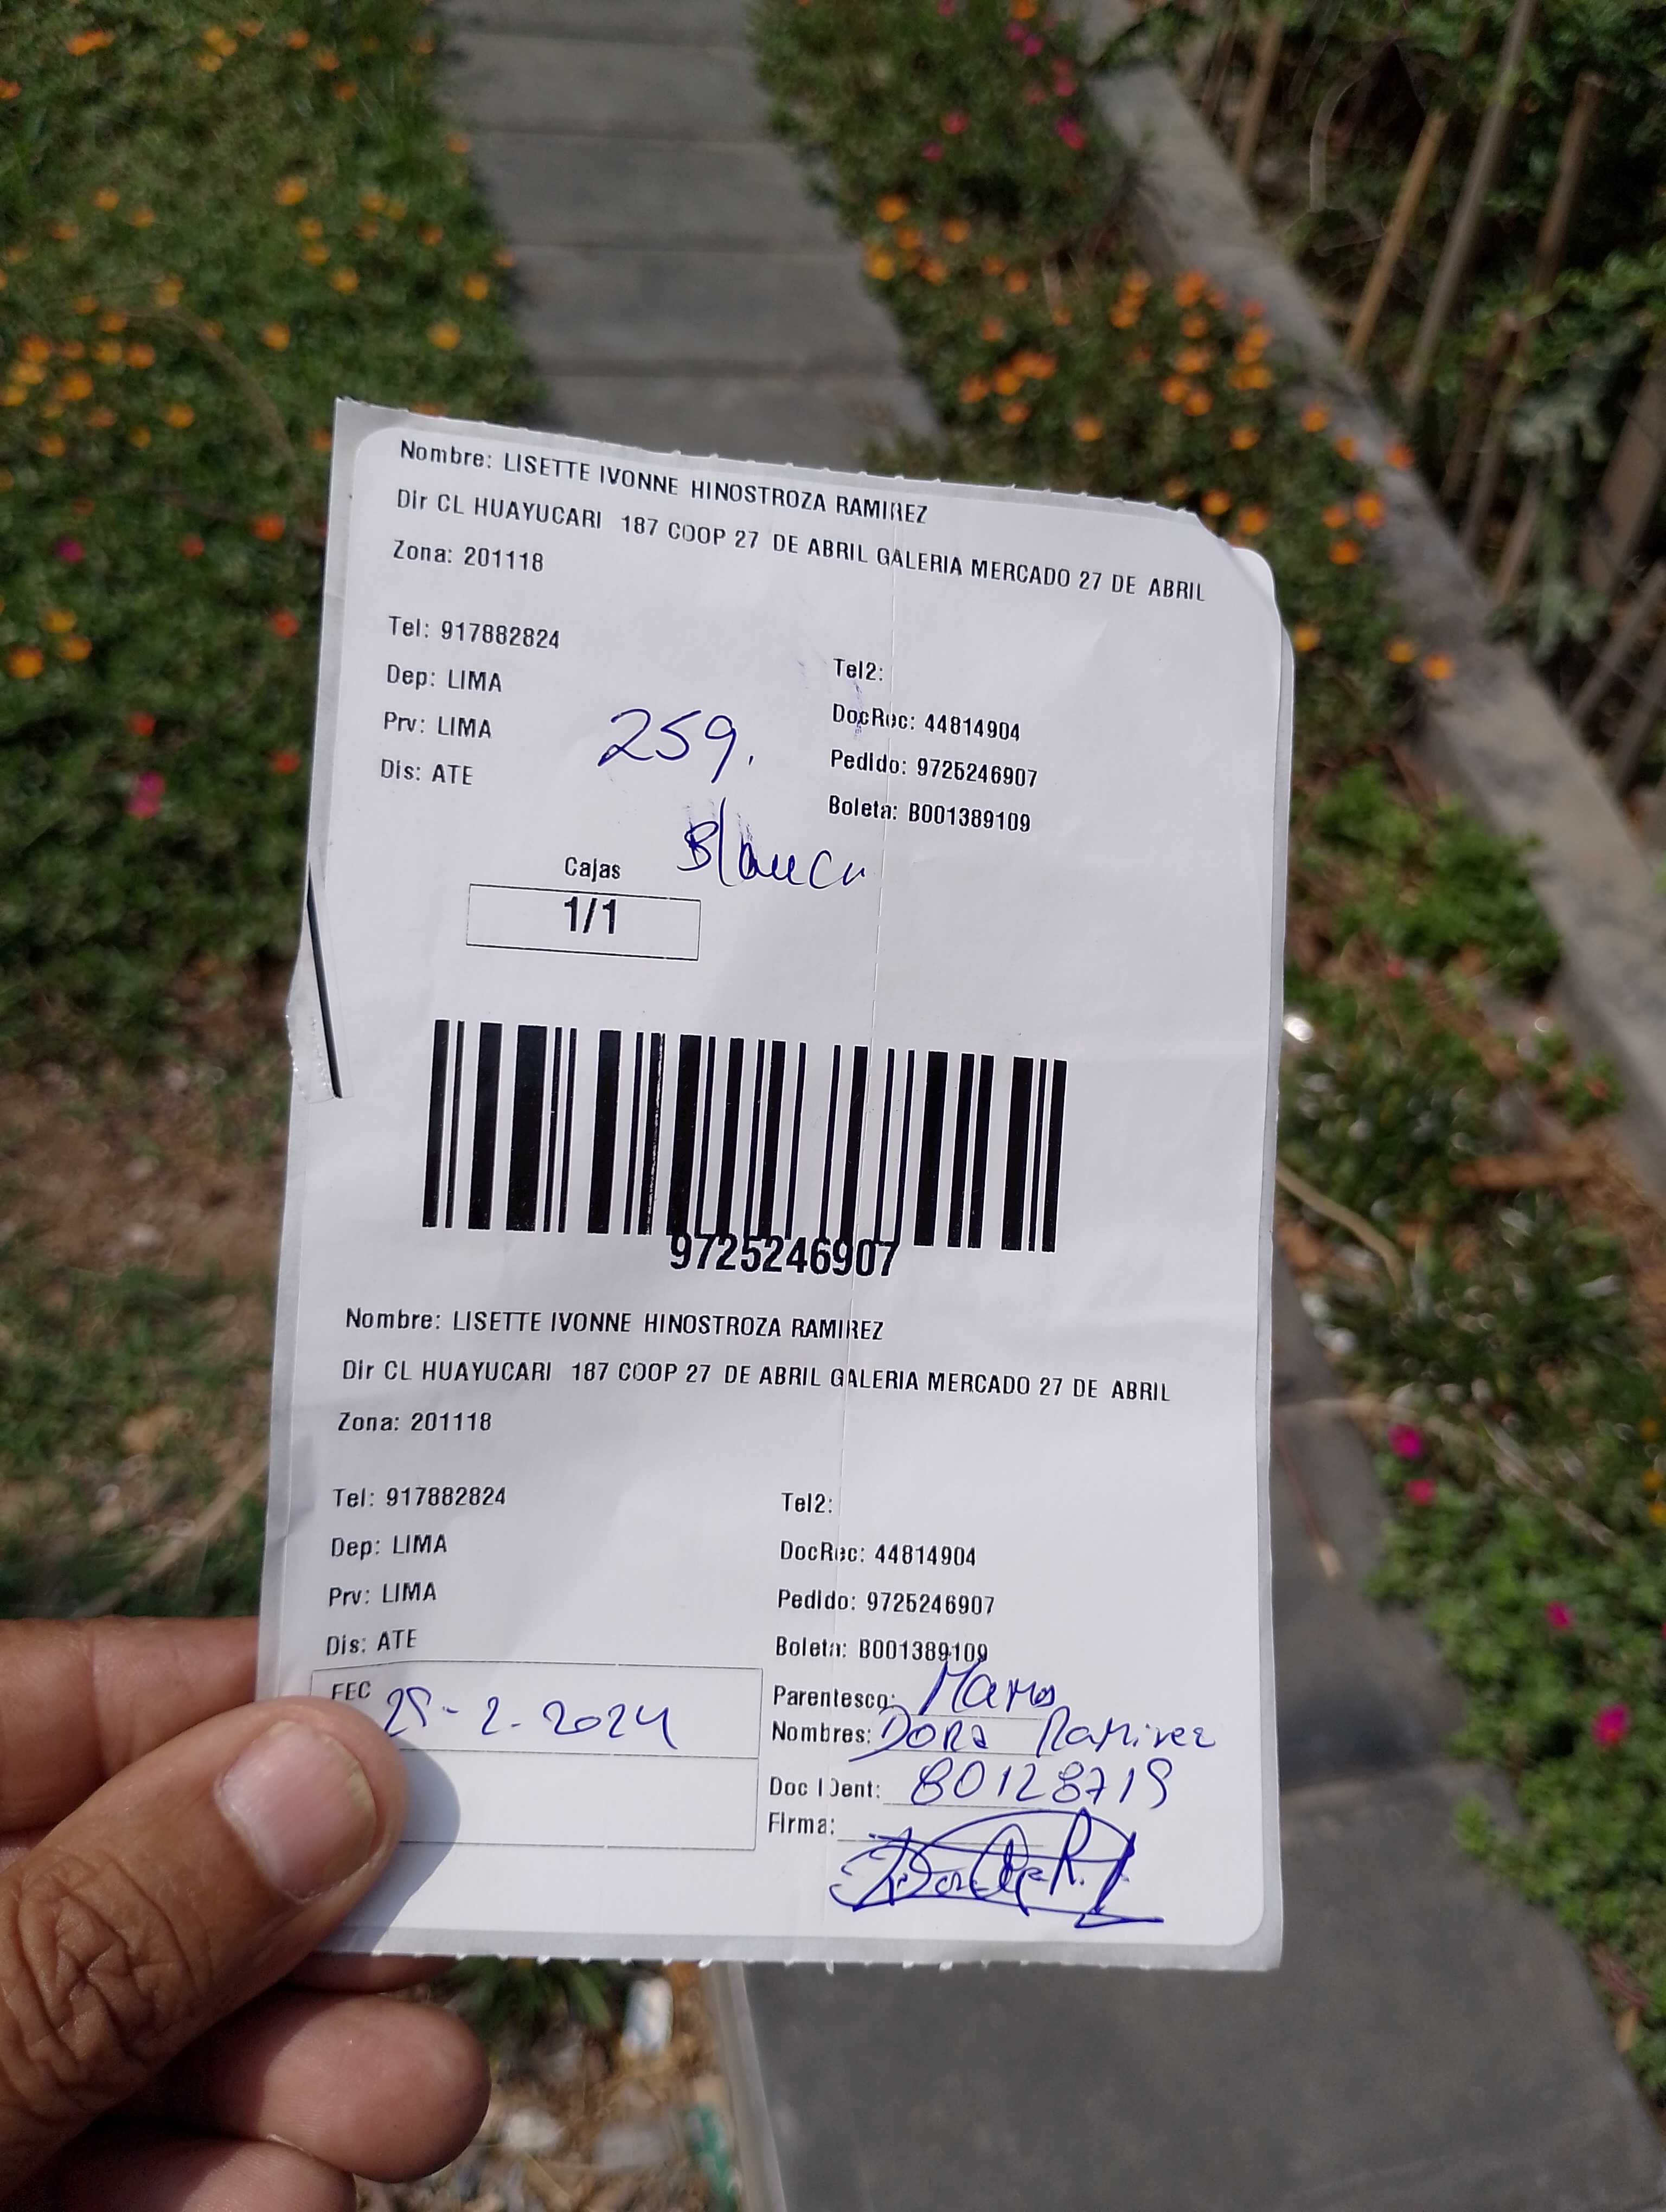 Nombre: LISETTE IVONNE HINOSTROZA RAMIREZ
Dir CL HUAYUCARI 187 COOP 27 DE ABRIL GALERIA MERCADO 27 DE ABRIL
Zona: 201118
Tel: 917882824
Tel2:
Dep: LIMA
DocRec: 44814904
Prv: LIMA
259.
Pedido: 9725246907
Dis: ATE
Boleta: B001389109
Cajas
1/1
9725246907
Nombre: LISETTE IVONNE HINOSTROZA RAMIREZ
Dir CL HUAYUCARI 187 COOP 27 DE ABRIL GALERIA MERCADO 27 DE ABRIL
Zona: 201118
Tel: 917882824
Tel2:
Dep: LIMA
DocRec: 44814904
Prv: LIMA
Pedido: 9725246907
Dis: ATE
Boleta: B001389109
FEC
2-2024
Parentesco:
Nombres: DORA Ramirez
Doc IDent: 80128719
Firma: